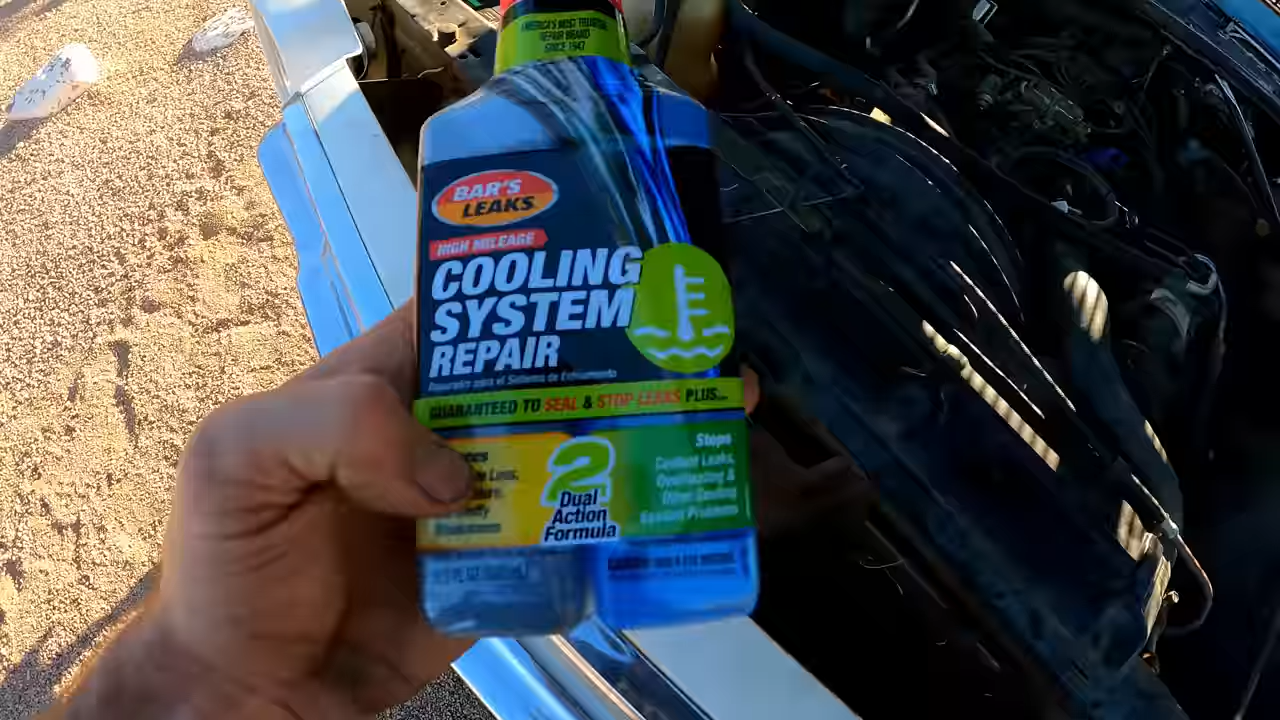 AMERICA'S MOST TRUSTED
REPAIR BRAND
SINCE 1947
BAR'S
LEAKS
HIGH MILEAGE
COOLING
SYSTEM
REPAIR
GUARANTEED TO SEAL & STOP LEAKS PLUS...
2
Dual
Action
Formula
Stops
Coolant Leaks,
Overheating &
Other Cooling
System Problems